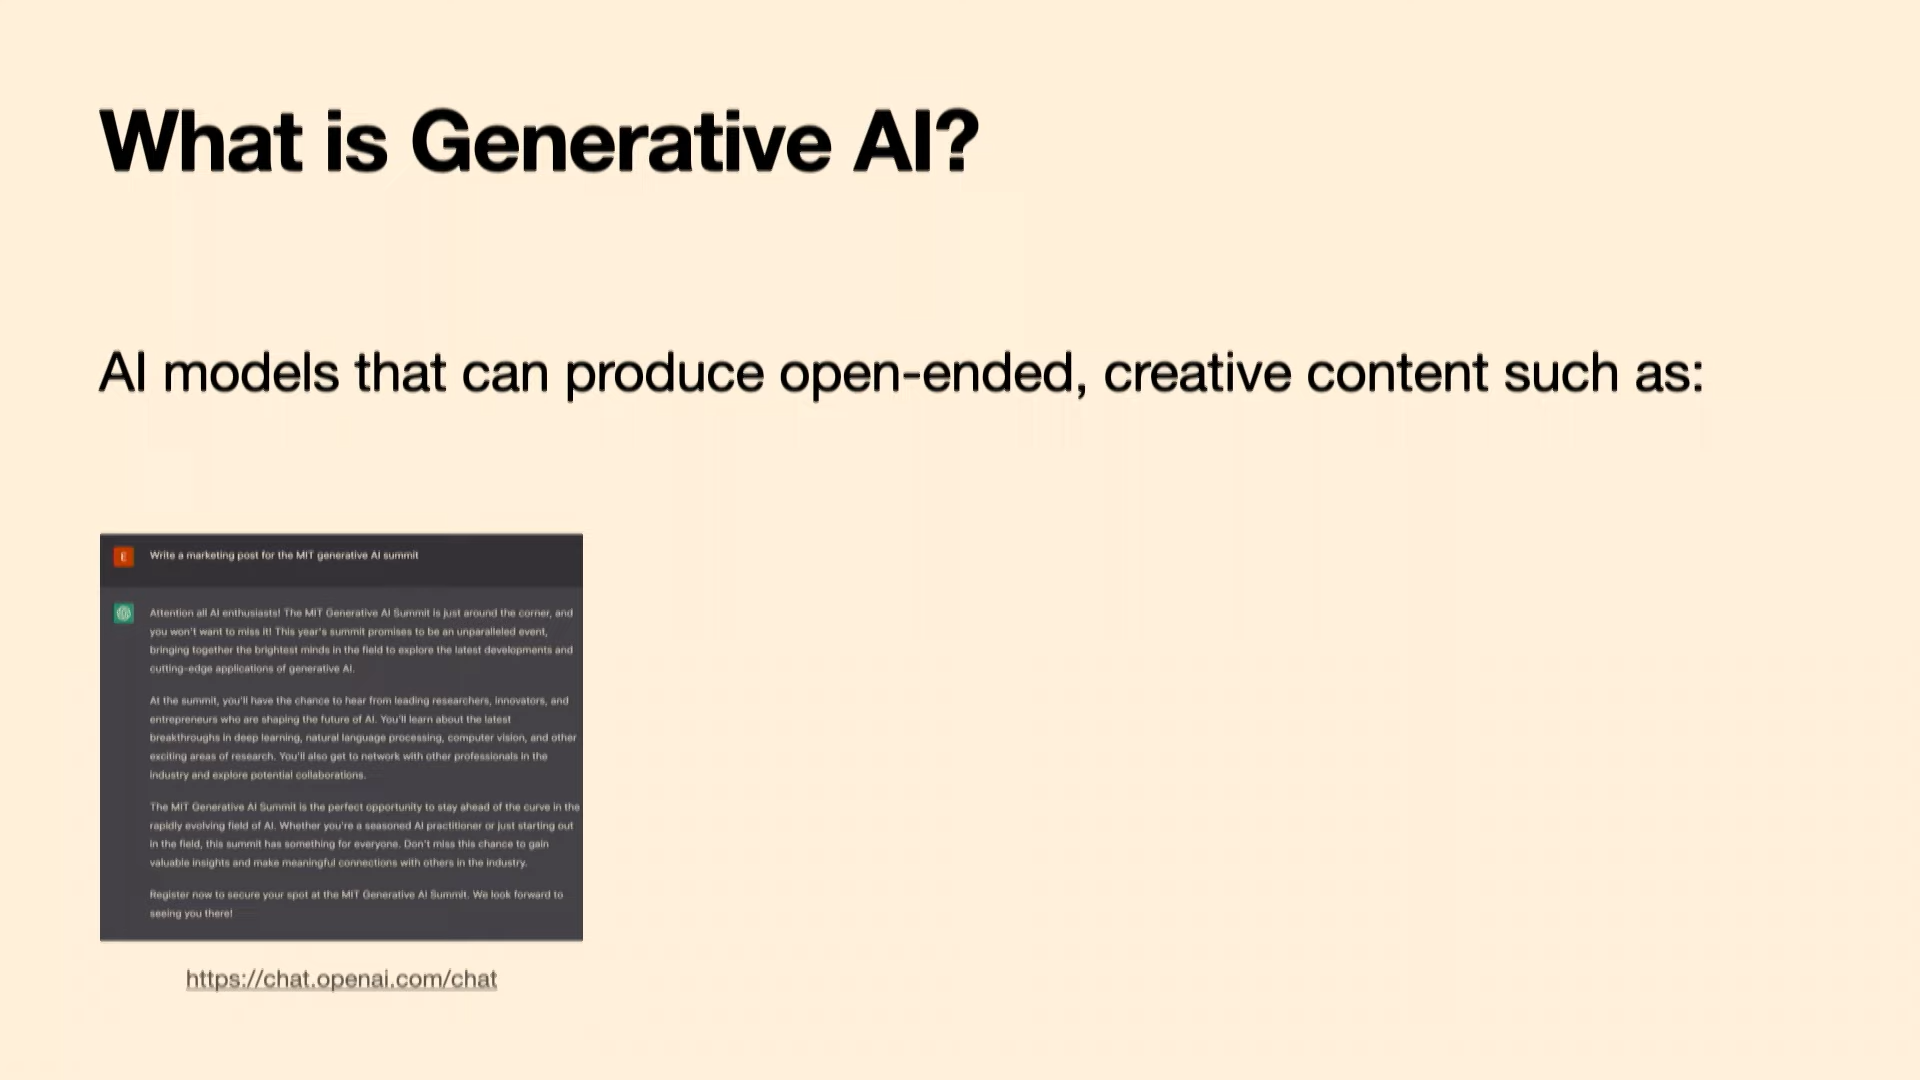 What is Generative AI?
AI models that can produce open-ended, creative content such as:
E
Write a marketing post for the MIT generative AI summit
Attention all AI enthusiasts! The MIT Generative AI Summit is just around the corner, and
you won't want to miss it! This year's summit promises to be an unparalleled event,
bringing together the brightest minds in the field to explore the latest developments and
cutting-edge applications of generative AI.
At the summit, you'll have the chance to hear from leading researchers, innovators, and
entrepreneurs who are shaping the future of AI. You'll learn about the latest
breakthroughs in deep learning, natural language processing, computer vision, and other
exciting areas of research. You'll also get to network with other professionals in the
industry and explore potential collaborations.
The MIT Generative AI Summit is the perfect opportunity to stay ahead of the curve in the
rapidly evolving field of AI. Whether you're a seasoned AI practitioner or just starting out
in the field, this summit has something for everyone. Don't miss this chance to gain
valuable insights and make meaningful connections with others in the industry.
Register now to secure your spot at the MIT Generative AI Summit. We look forward to
seeing you there!
https://chat.openai.com/chat